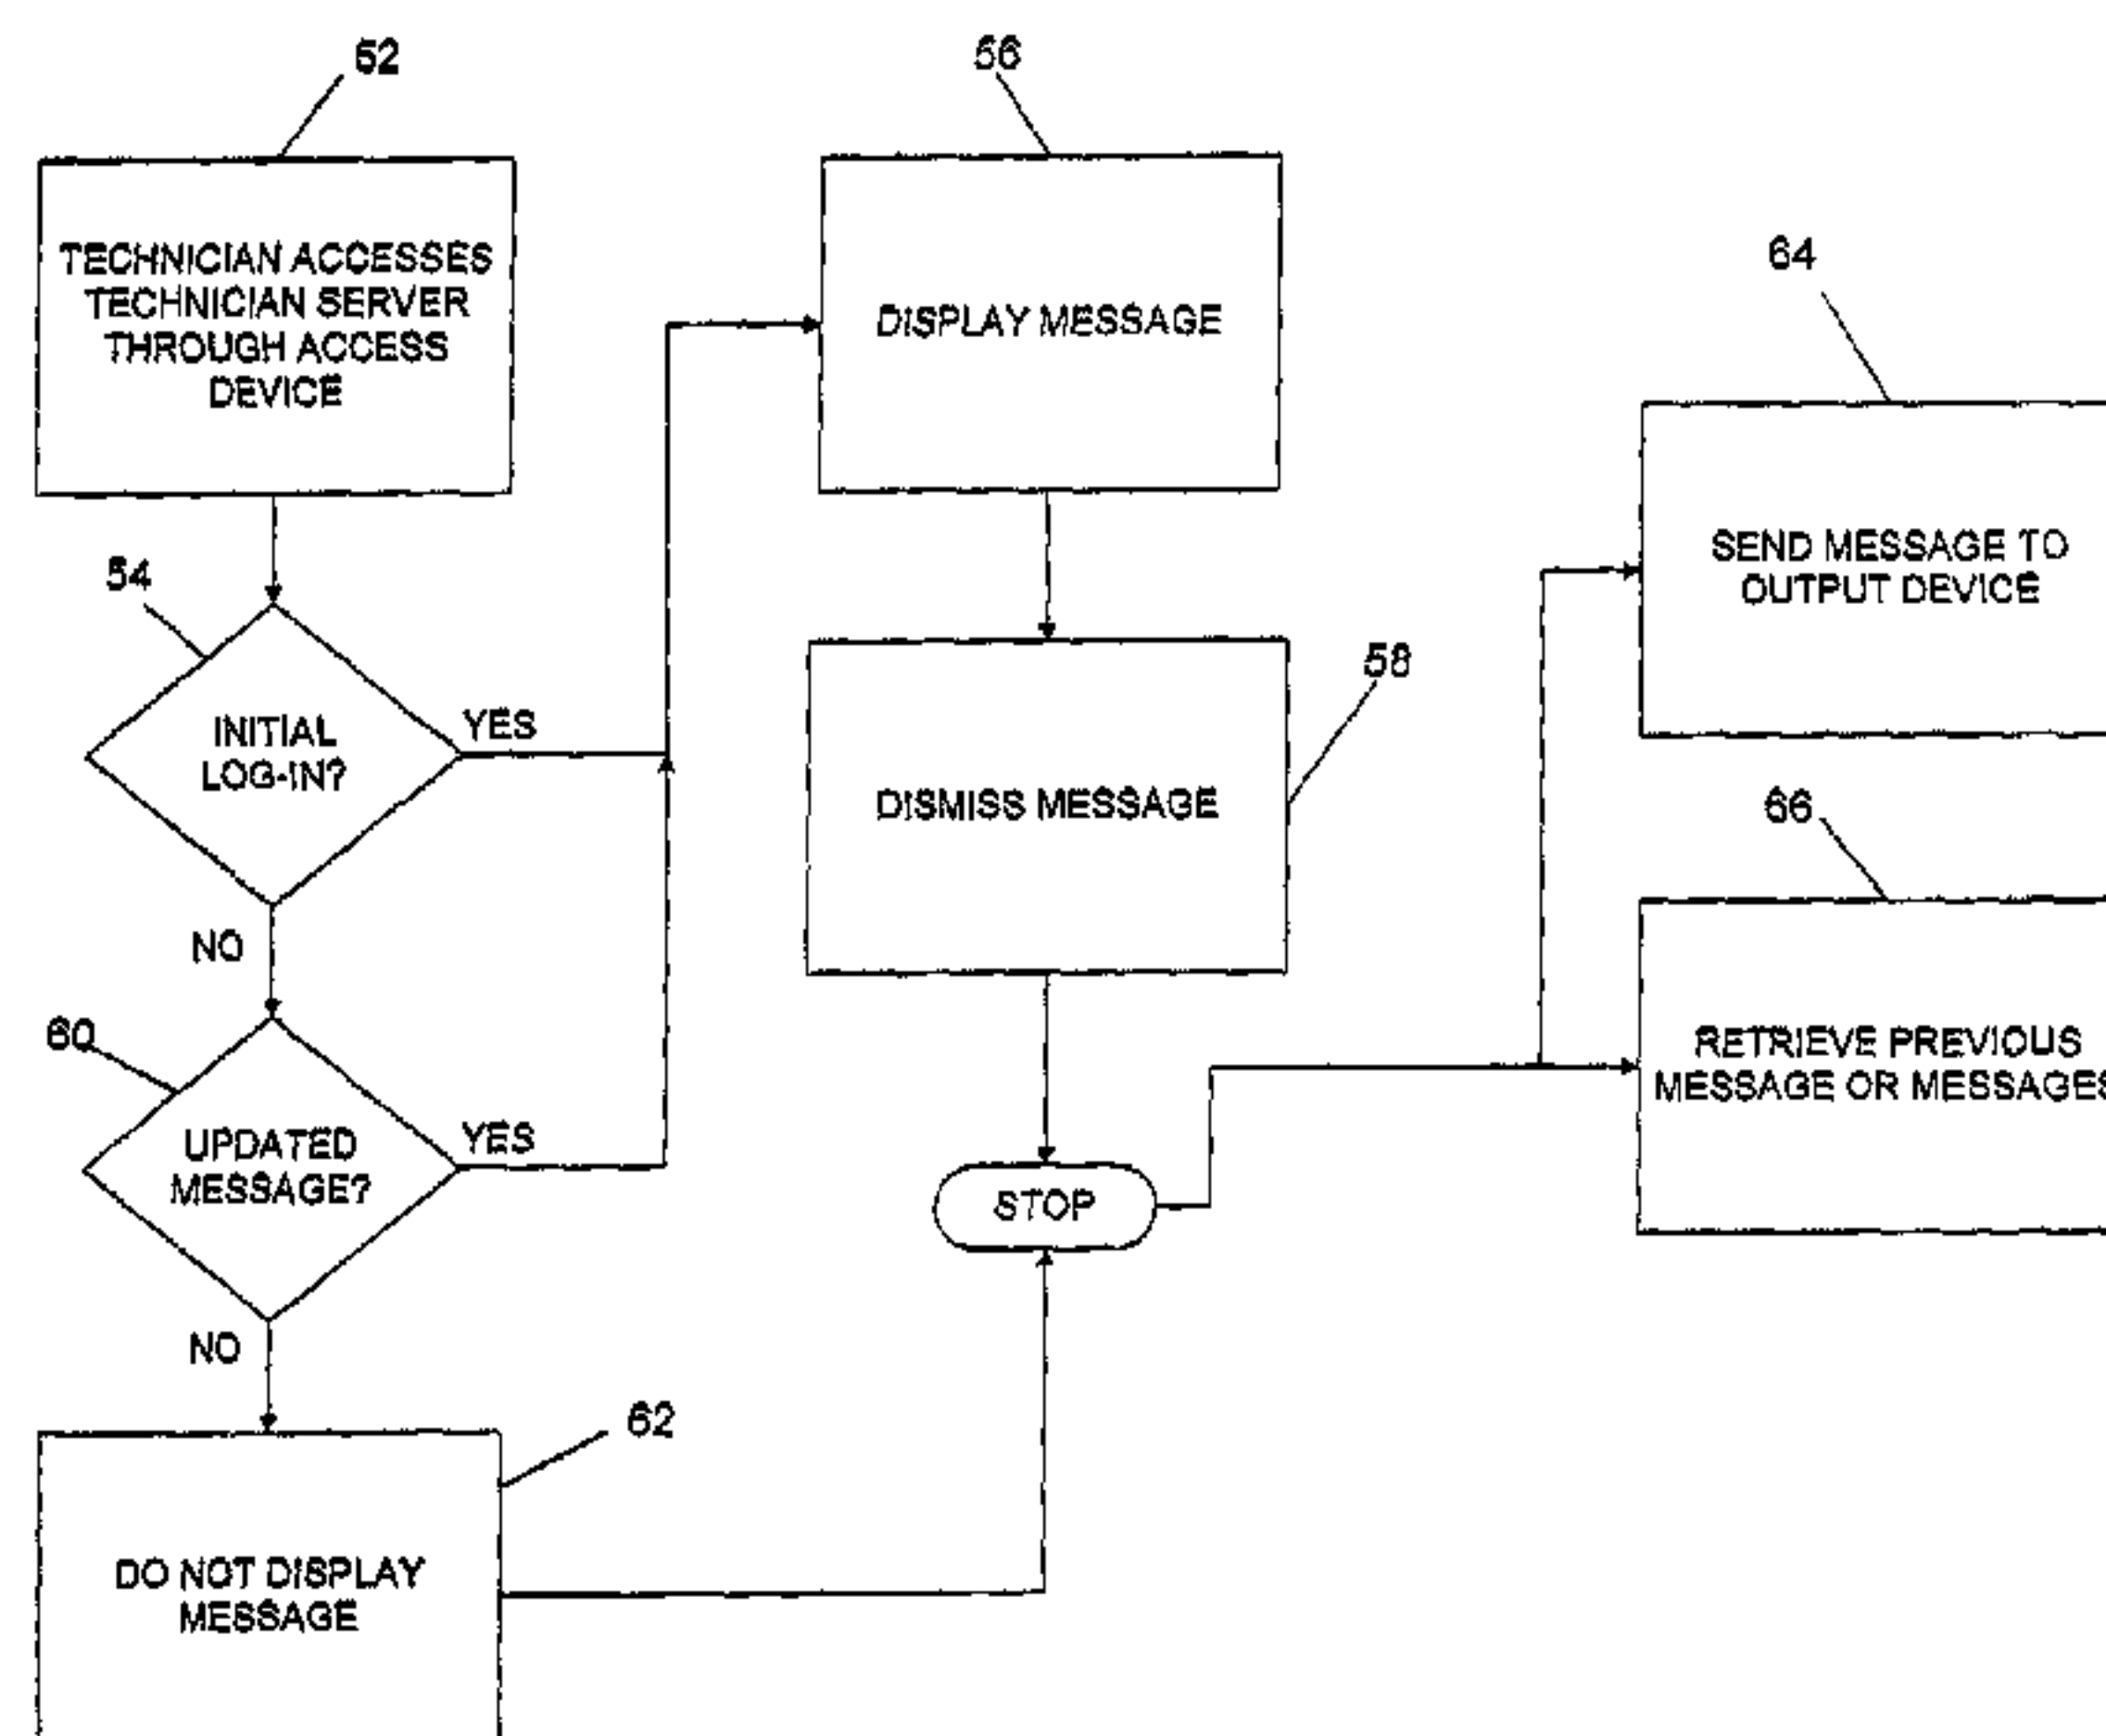 52
TECHNICIAN ACCESSES
TECHNICIAN SERVER
THROUGH ACCESS
DEVICE
54
INITIAL
LOG-IN?
YES
NO
60
UPDATED
MESSAGE?
YES
NO
62
DO NOT DISPLAY
MESSAGE
56
DISPLAY MESSAGE
58
DISMISS MESSAGE
STOP
64
SEND MESSAGE TO
OUTPUT DEVICE
66
RETRIEVE PREVIOUS
MESSAGE OR MESSAGES